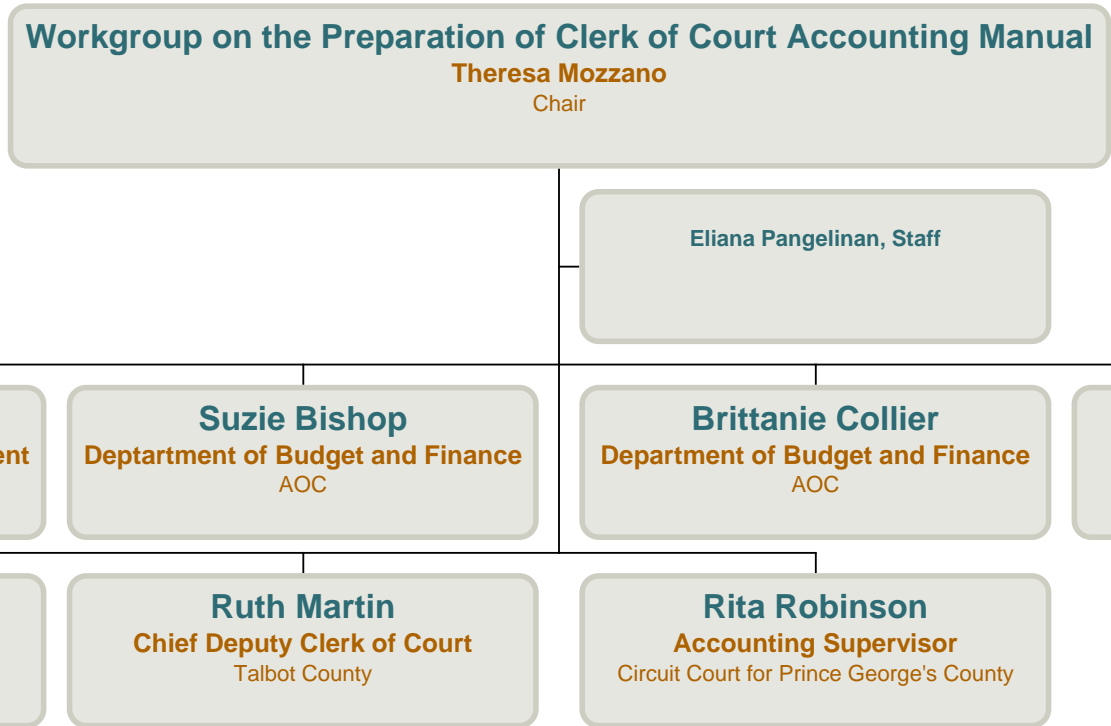 Workgroup on the Preparation of Clerk of Court Accounting Manual
Theresa Mozzano
Chair
Eliana Pangelinan, Staff
Suzie Bishop
Deptartment of Budget and Finance
AOC
Brittanie Collier
Department of Budget and Finance
AOC
Ruth Martin
Chief Deputy Clerk of Court
Talbot County
Rita Robinson
Accounting Supervisor
Circuit Court for Prince George's County